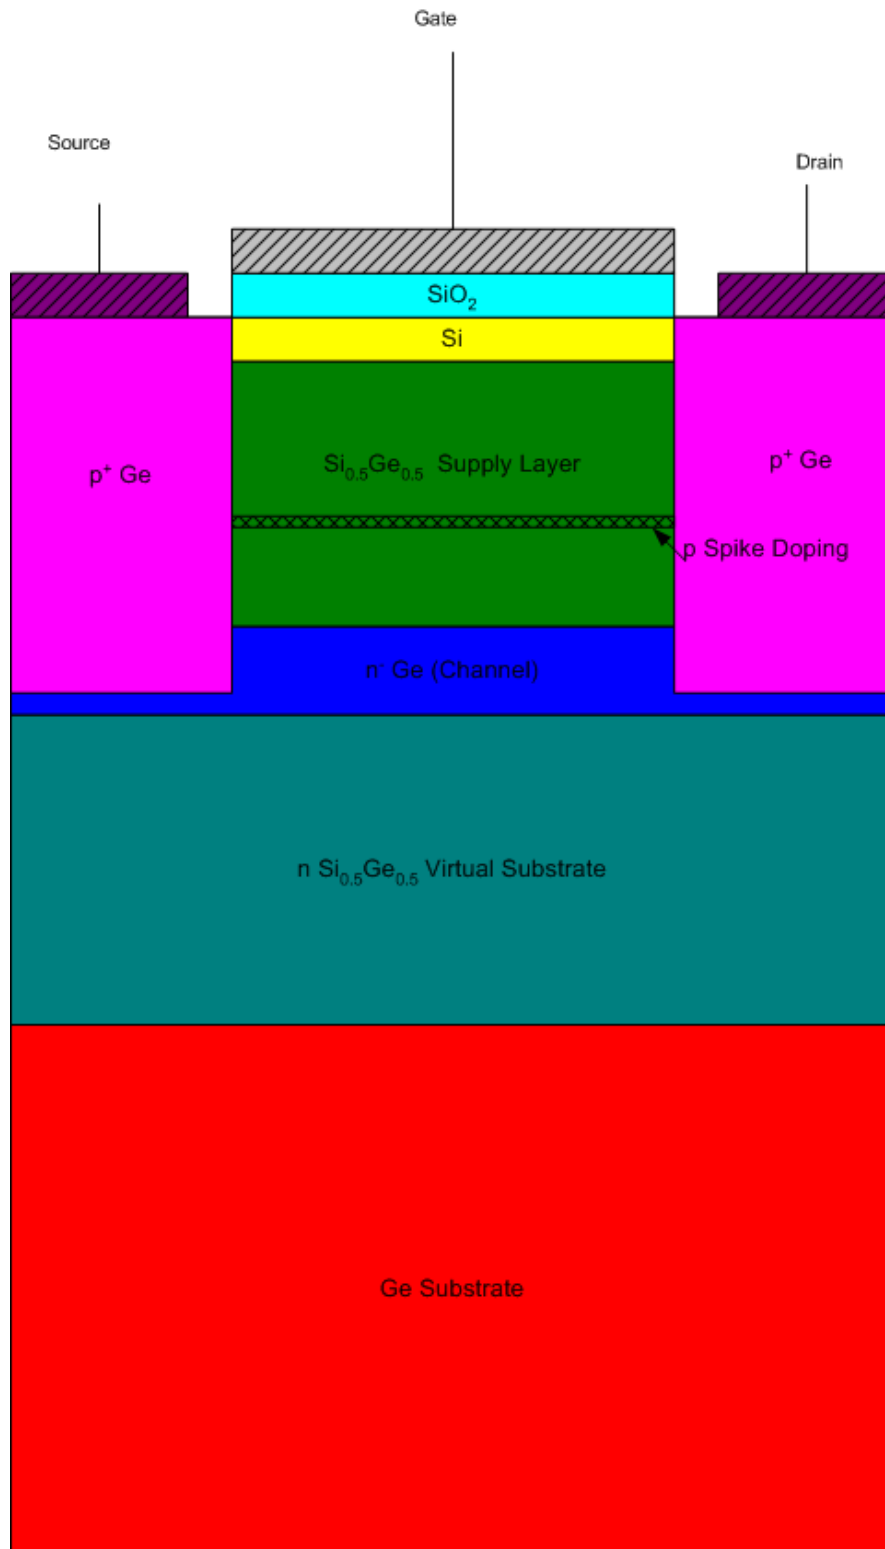 Gate
Source
Drain
SiO₂
Si
Si₀.₅Ge₀.₅ Supply Layer
p⁺ Ge
p⁺ Ge
p Spike Doping
n⁻ Ge (Channel)
n Si₀.₅Ge₀.₅ Virtual Substrate
Ge Substrate